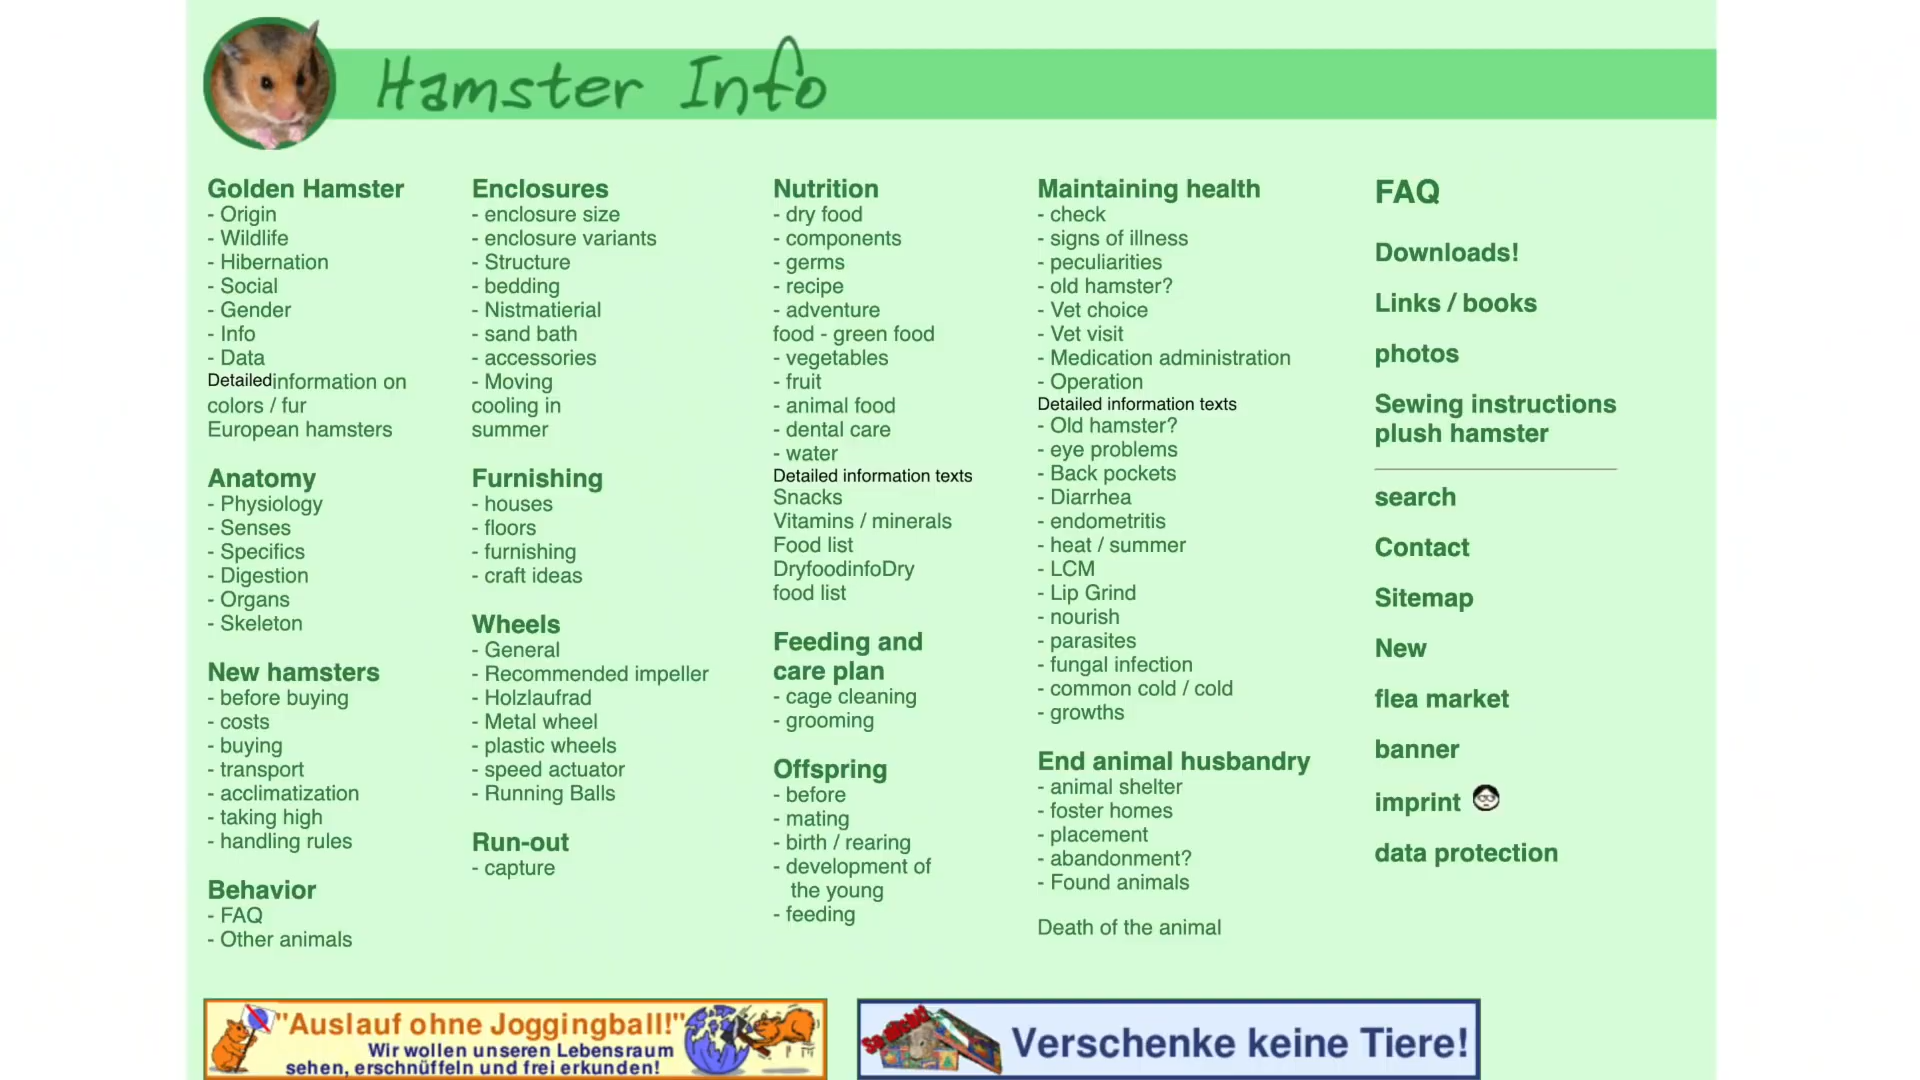 Hamster Info
Golden Hamster
- Origin
- Wildlife
- Hibernation
- Social
- Gender
- Info
- Data
Detailedinformation on
colors / fur
European hamsters
Anatomy
- Physiology
- Senses
- Specifics
- Digestion
- Organs
- Skeleton
New hamsters
- before buying
- costs
- buying
- transport
- acclimatization
- taking high
- handling rules
Behavior
- FAQ
- Other animals
Enclosures
- enclosure size
- enclosure variants
- Structure
- bedding
- Nistmatierial
- sand bath
- accessories
- Moving
cooling in
summer
Furnishing
- houses
- floors
- furnishing
- craft ideas
Wheels
- General
- Recommended impeller
- Holzlaufrad
- Metal wheel
- plastic wheels
- speed actuator
- Running Balls
Run-out
- capture
Nutrition
- dry food
- components
- germs
- recipe
- adventure
food - green food
- vegetables
- fruit
- animal food
- dental care
- water
Detailed information texts
Snacks
Vitamins / minerals
Food list
DryfoodinfoDry
food list
Feeding and
care plan
- cage cleaning
- grooming
Offspring
- before
- mating
- birth / rearing
- development of
the young
- feeding
Maintaining health
- check
- signs of illness
- peculiarities
- old hamster?
- Vet choice
- Vet visit
- Medication administration
- Operation
Detailed information texts
- Old hamster?
- eye problems
- Back pockets
- Diarrhea
- endometritis
- heat / summer
- LCM
- Lip Grind
- nourish
- parasites
- fungal infection
- common cold / cold
- growths
End animal husbandry
- animal shelter
- foster homes
- placement
- abandonment?
- Found animals
Death of the animal
FAQ
Downloads!
Links / books
photos
Sewing instructions
plush hamster
search
Contact
Sitemap
New
flea market
banner
imprint
data protection
"Auslauf ohne Joggingball!"
Wir wollen unseren Lebensraum
sehen, erschnüffeln und frei erkunden!
So nicht!
Verschenke keine Tiere!